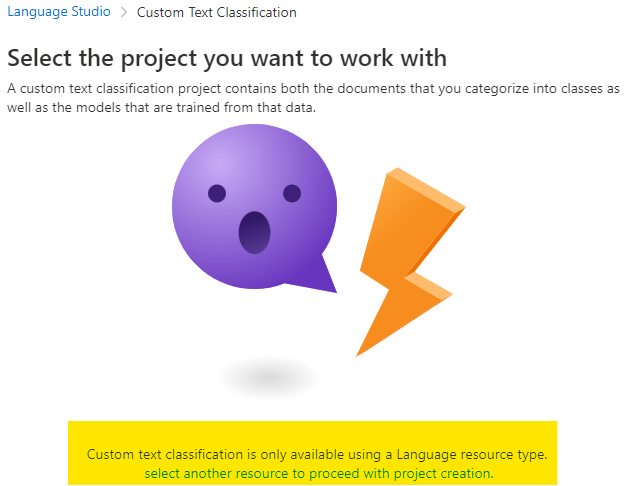 Language Studio > Custom Text Classification
Select the project you want to work with
A custom text classification project contains both the documents that you categorize into classes as
well as the models that are trained from that data.
Custom text classification is only available using a Language resource type.
select another resource to proceed with project creation.